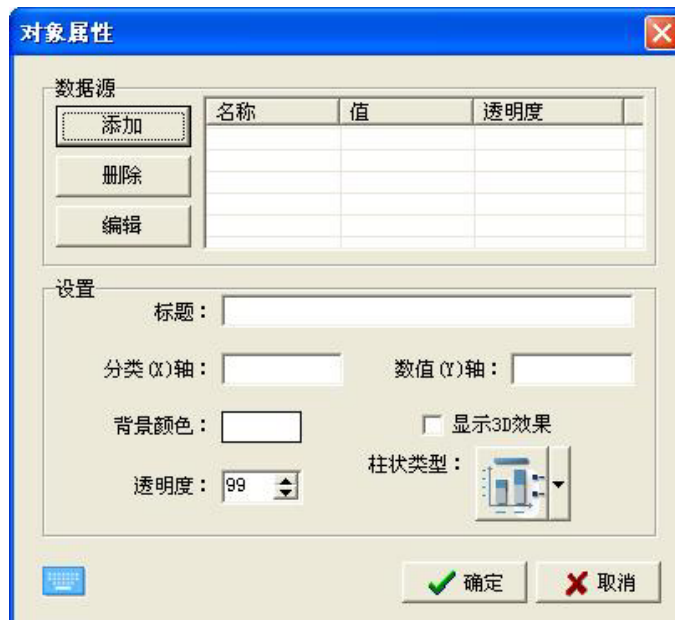 对象属性
数据源
添加
名称 值 透明度
删除
编辑
设置
标题：
分类(X)轴： 数值(Y)轴：
背景颜色： 显示3D效果
透明度： 99 柱状类型：
确定 取消